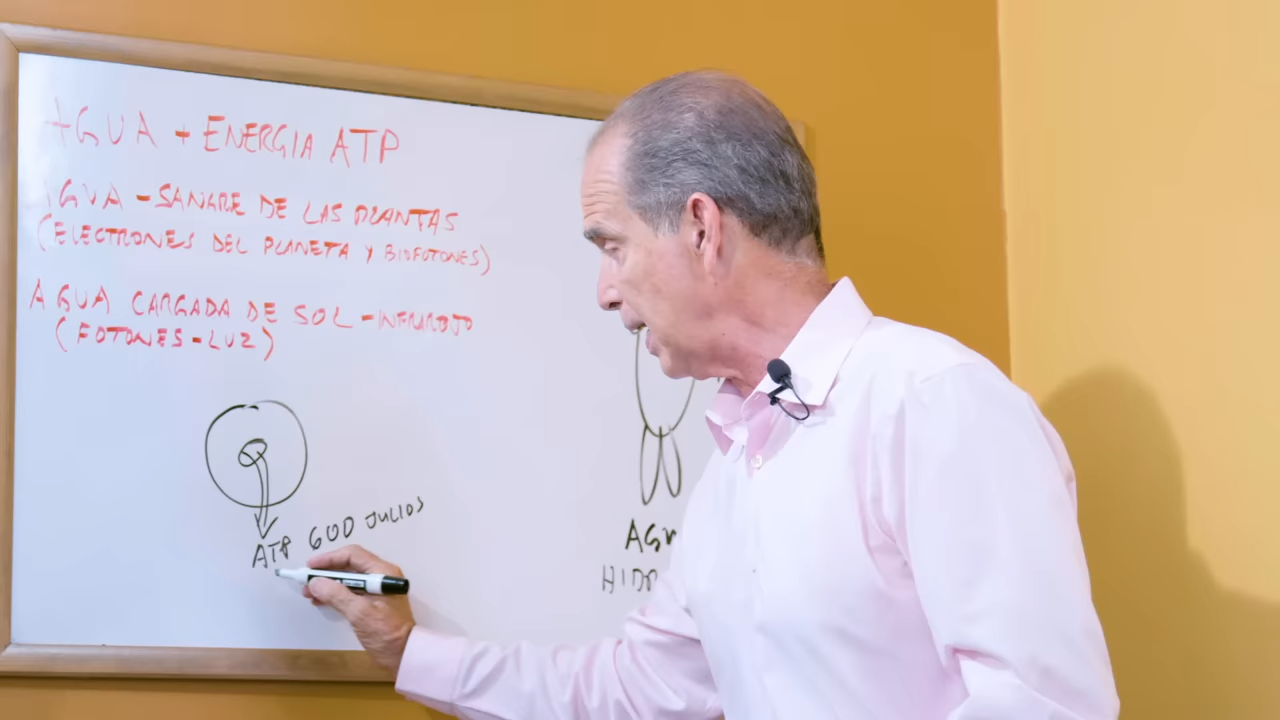 AGUA + ENERGIA ATP
AGUA - SANGRE DE LAS PLANTAS
(ELECTRONES DEL PLANETA Y BIOFOTONES)
AGUA CARGADA DE SOL - INFRAROJO
(FOTONES - LUZ)
ATP 600 JULIOS